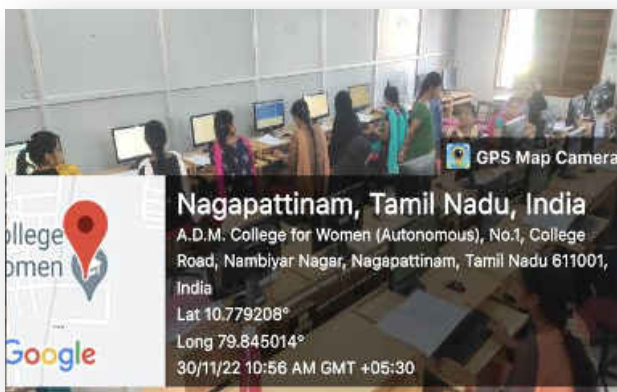 GPS Map Camera
ollege
omen
Google
Nagapattinam, Tamil Nadu, India
A.D.M. College for Women (Autonomous), No.1, College
Road, Nambiyar Nagar, Nagapattinam, Tamil Nadu 611001,
India
Lat 10.779208°
Long 79.845014°
30/11/22 10:56 AM GMT +05:30